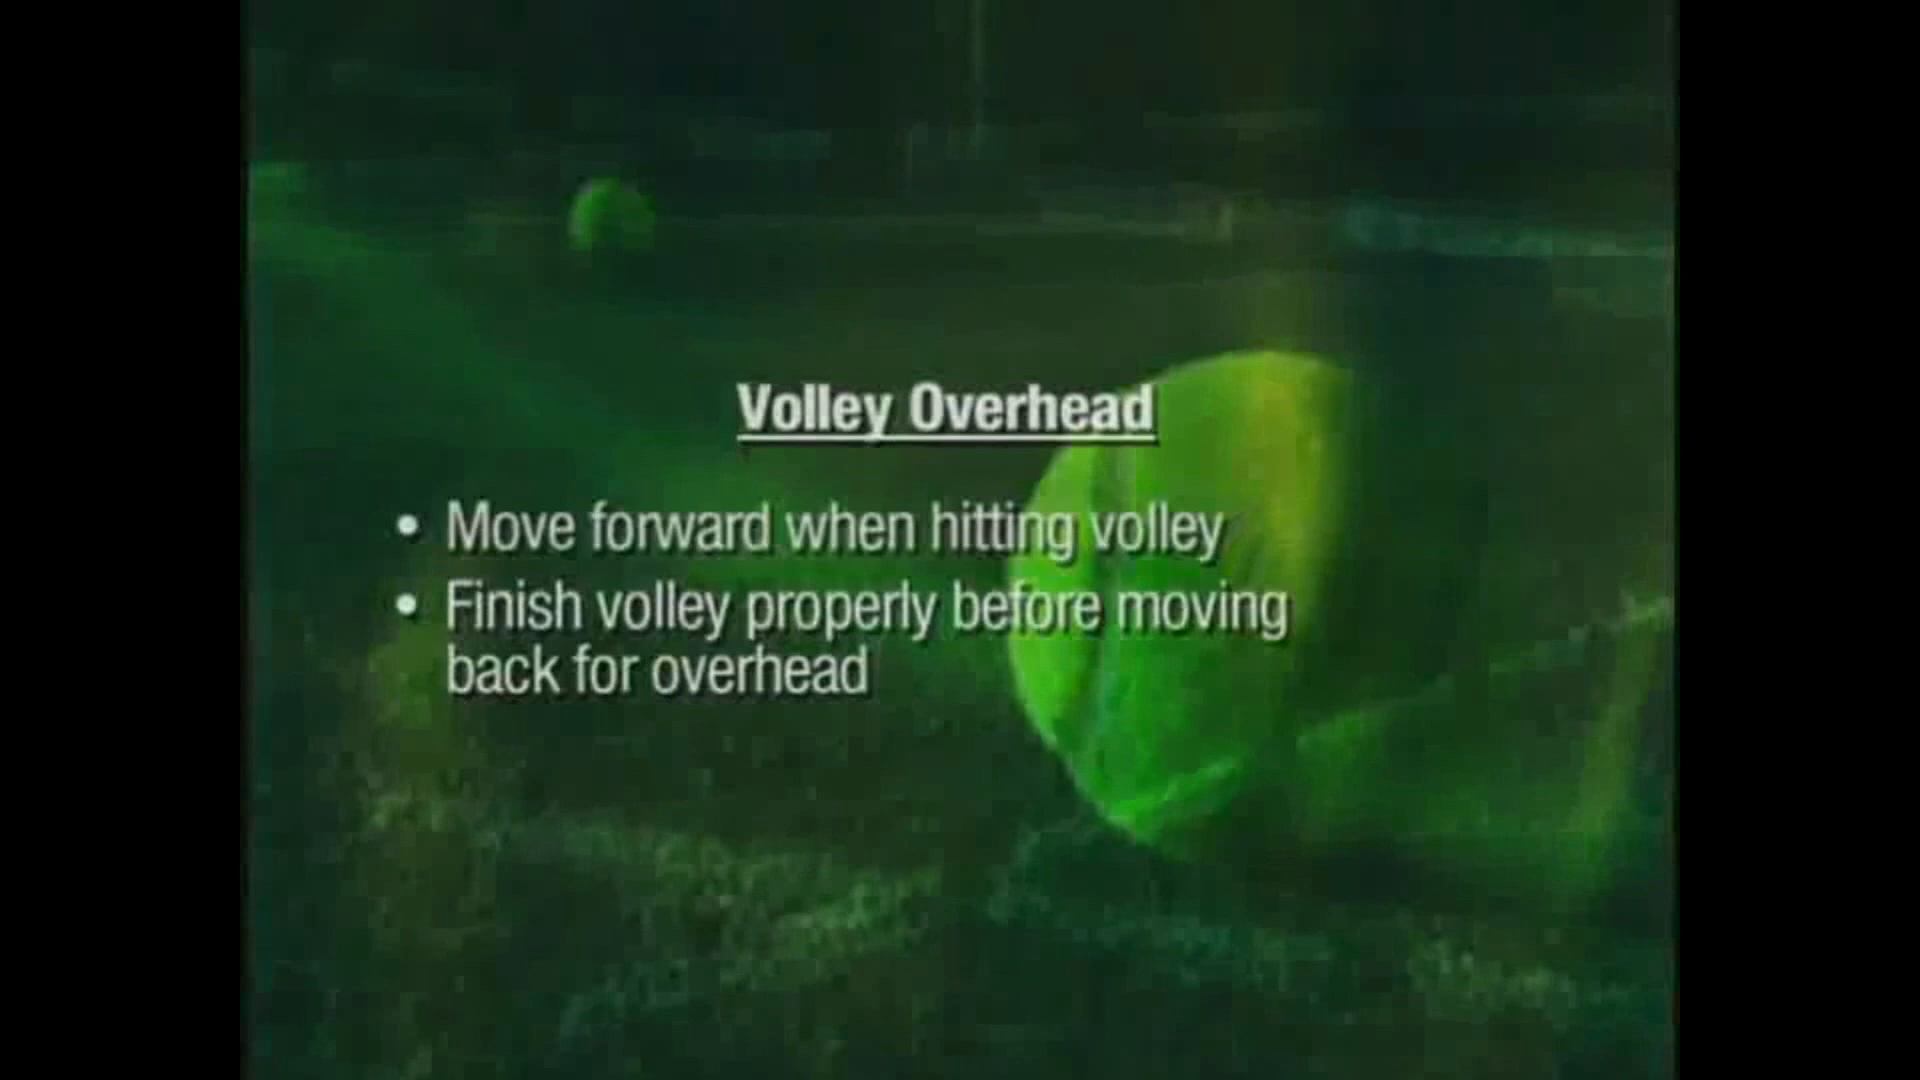 Volley Overhead
• Move forward when hitting volley
• Finish volley properly before moving
back for overhead